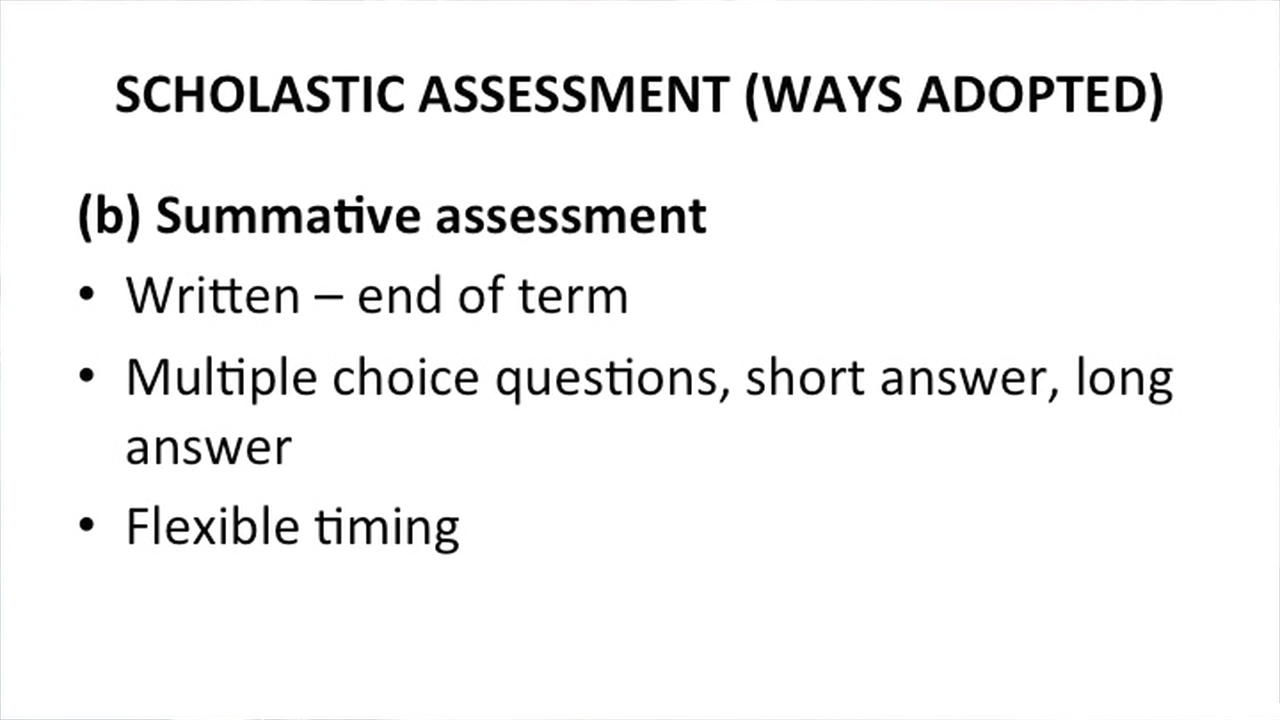 SCHOLASTIC ASSESSMENT (WAYS ADOPTED)
(b) Summative assessment
• Written – end of term
• Multiple choice questions, short answer, long
answer
• Flexible timing